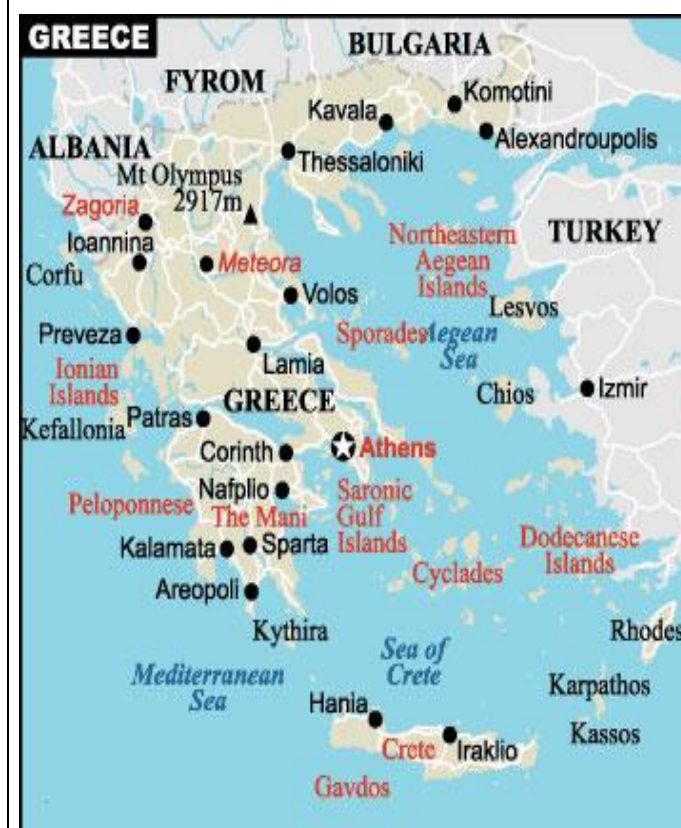 GREECE
BULGARIA
FYROM
Komotini
Kavala
Alexandroupolis
ALBANIA
Thessaloniki
Mt Olympus
2917m
Zagoria
TURKEY
Northeastern
Aegean
Islands
Ioannina
Meteora
Corfu
Volos
Lesvos
Sporades
Aegean
Sea
Preveza
Lamia
Ionian
Islands
GREECE
Chios
Izmir
Kefallonia
Patras
Corinth
Athens
Nafplio
Saronic
Gulf
Islands
Peloponnese
The Mani
Kalamata
Sparta
Dodecanese
Islands
Cyclades
Areopoli
Kythira
Rhodes
Sea of
Crete
Mediterranean
Sea
Karpathos
Hania
Kassos
Crete
Iraklio
Gavdos